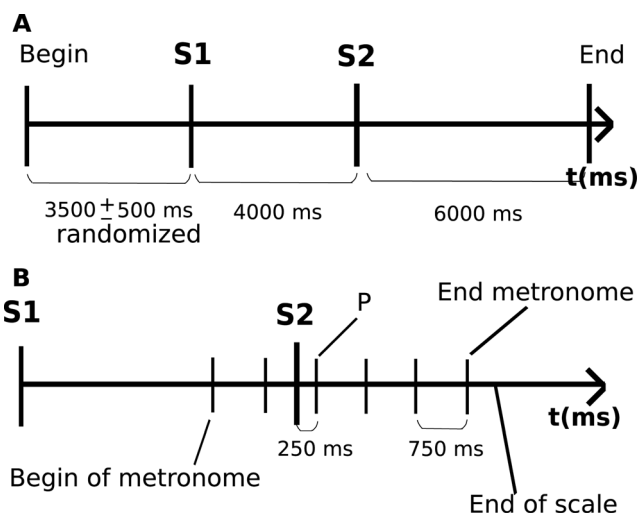 A
Begin
S1
S2
End
t(ms)
3500 ± 500 ms
randomized
4000 ms
6000 ms
B
S1
S2
P
End metronome
t(ms)
250 ms
750 ms
Begin of metronome
End of scale